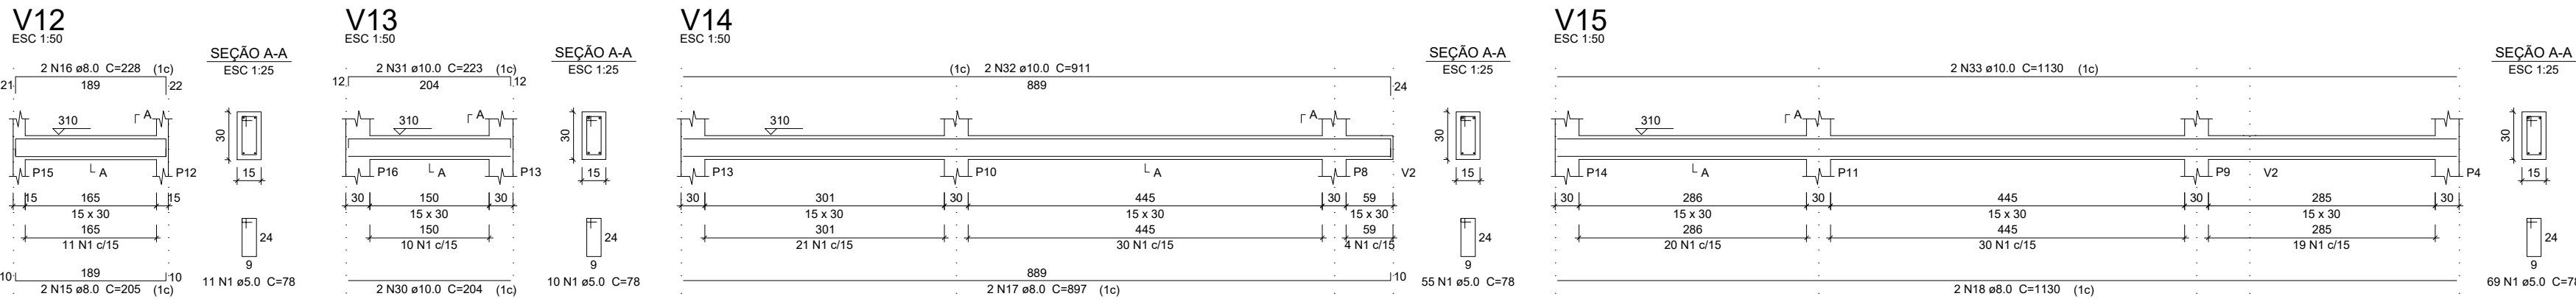 V12
ESC 1:50
SEÇÃO A-A
ESC 1:25
2 N16 ø8.0 C=228 (1c)
21 189 22
A
310
30
P15 A P12
15
15 165 15
15 x 30
165
11 N1 c/15
24
9
11 N1 ø5.0 C=78
10 189 10
2 N15 ø8.0 C=205 (1c)
V13
ESC 1:50
SEÇÃO A-A
ESC 1:25
2 N31 ø10.0 C=223 (1c)
12 204 12
A
310
30
P16 A P13
15
30 150 30
15 x 30
150
10 N1 c/15
24
9
10 N1 ø5.0 C=78
2 N30 ø10.0 C=204 (1c)
V14
ESC 1:50
SEÇÃO A-A
ESC 1:25
(1c) 2 N32 ø10.0 C=911
889 24
A
310
30
P13 P10 A P8 V2
15
30 301 30 445 30 59
15 x 30 15 x 30 15 x 30
301 445 59
21 N1 c/15 30 N1 c/15 4 N1 c/15
24
9
55 N1 ø5.0 C=78
889 10
2 N17 ø8.0 C=897 (1c)
V15
ESC 1:50
SEÇÃO A-A
ESC 1:25
2 N33 ø10.0 C=1130 (1c)
A
310
30
P14 A P11 P9 V2 P4
15
30 286 30 445 30 285 30
15 x 30 15 x 30 15 x 30
286 445 285
20 N1 c/15 30 N1 c/15 19 N1 c/15
24
9
69 N1 ø5.0 C=78
2 N18 ø8.0 C=1130 (1c)